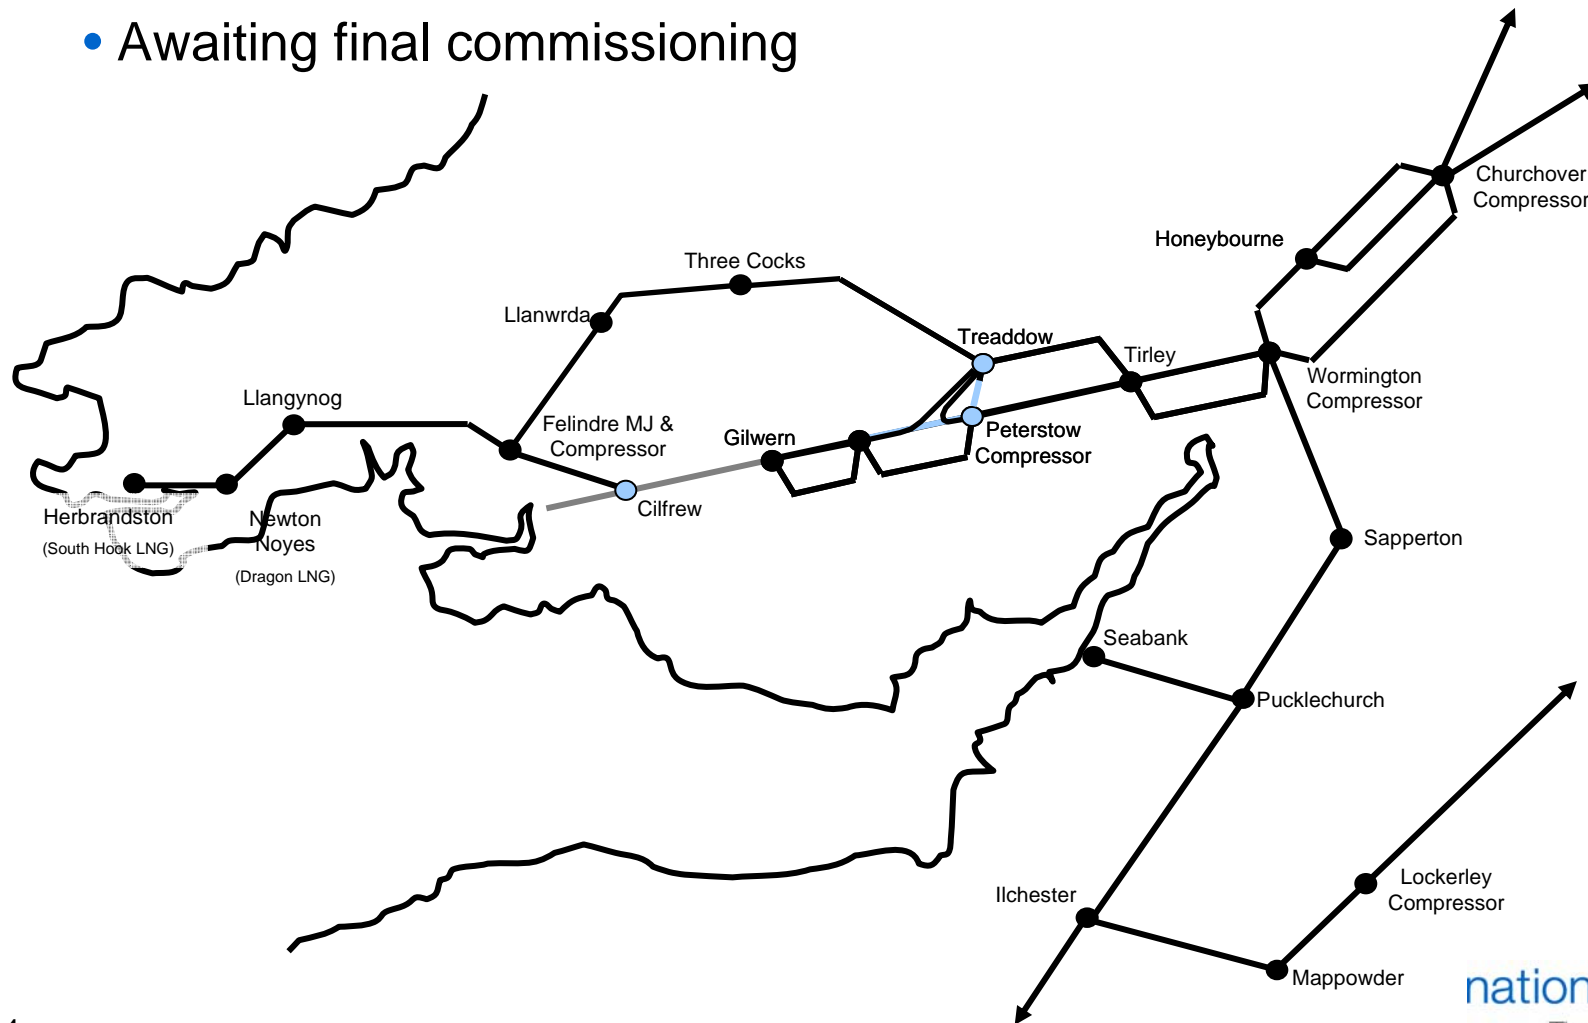 • Awaiting final commissioning
Churchover
Compressor
Honeybourne
Three Cocks
Llanwrda
Treaddow
Tirley
Wormington
Compressor
Llangynog
Felindre MJ &
Compressor
Gilwern
Peterstow
Compressor
Cilfrew
Herbrandston
(South Hook LNG)
Newton
Noyes
(Dragon LNG)
Sapperton
Seabank
Pucklechurch
Ilchester
Lockerley
Compressor
Mappowder
nation